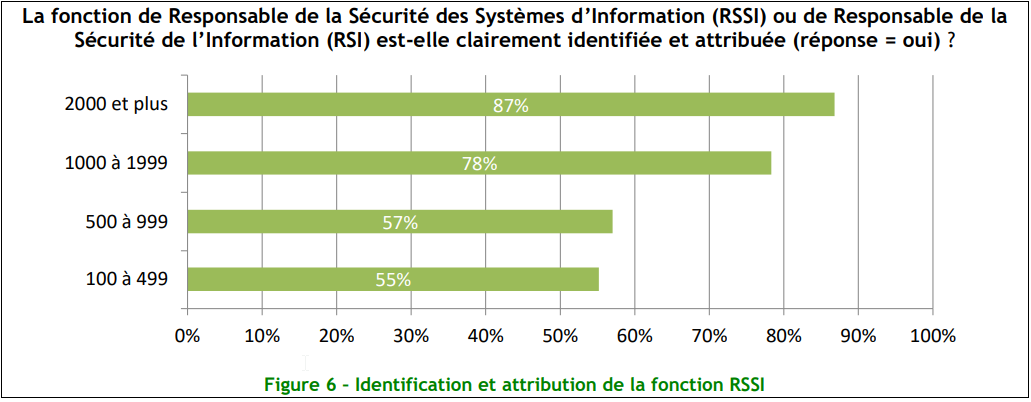 La fonction de Responsable de la Sécurité des Systèmes d’Information (RSSI) ou de Responsable de la
Sécurité de l’Information (RSI) est-elle clairement identifiée et attribuée (réponse = oui) ?
2000 et plus
87%
1000 à 1999
78%
500 à 999
57%
100 à 499
55%
0% 10% 20% 30% 40% 50% 60% 70% 80% 90% 100%
Figure 6 – Identification et attribution de la fonction RSSI